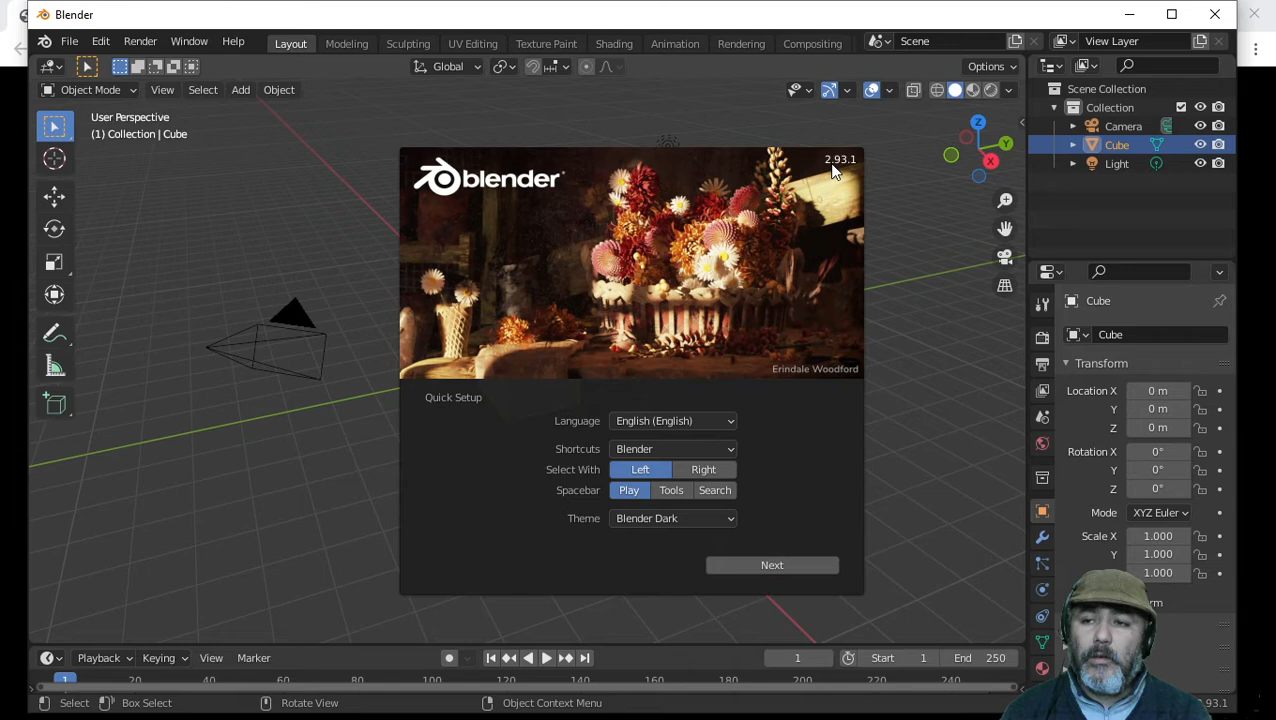 Blender
File Edit Render Window Help Layout Modeling Sculpting UV Editing Texture Paint Shading Animation Rendering Compositing Scene View Layer
Global Options
Object Mode View Select Add Object
User Perspective
(1) Collection | Cube
Z
Y
X
Scene Collection
Collection
Camera
Cube
Light
blender
2.93.1
Erindale Woodford
Quick Setup
Language English (English)
Shortcuts Blender
Select With Left Right
Spacebar Play Tools Search
Theme Blender Dark
Next
Cube
Cube
Transform
Location X 0 m
Y 0 m
Z 0 m
Rotation X 0°
Y 0°
Z 0°
Mode XYZ Euler
Scale X 1.000
Y 1.000
1.000
Playback Keying View Marker 1 Start 1 End 250
1 20 40 60 80 100 120 140 160 180 200 220 240
Select Box Select Rotate View Object Context Menu
.93.1